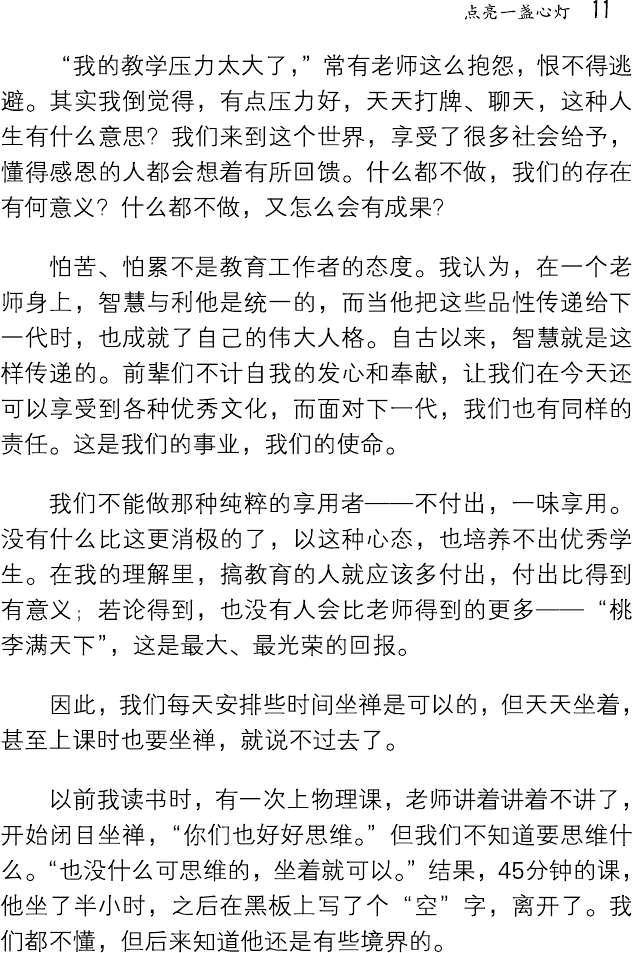 点亮一盏心灯 11
“我的教学压力太大了，”常有老师这么抱怨，恨不得逃
避。其实我倒觉得，有点压力好，天天打牌、聊天，这种人
生有什么意思？我们来到这个世界，享受了很多社会给予，
懂得感恩的人都会想着有所回馈。什么都不做，我们的存在
有何意义？什么都不做，又怎么会有成果？
怕苦、怕累不是教育工作者的态度。我认为，在一个老
师身上，智慧与利他是统一的，而当他把这些品性传递给下
一代时，也成就了自己的伟大人格。自古以来，智慧就是这
样传递的。前辈们不计自我的发心和奉献，让我们在今天还
可以享受到各种优秀文化，而面对下一代，我们也有同样的
责任。这是我们的事业，我们的使命。
我们不能做那种纯粹的享用者——不付出，一味享用。
没有什么比这更消极的了，以这种心态，也培养不出优秀学
生。在我的理解里，搞教育的人就应该多付出，付出比得到
有意义；若论得到，也没有人会比老师得到的更多——“桃
李满天下”，这是最大、最光荣的回报。
因此，我们每天安排些时间坐禅是可以的，但天天坐着，
甚至上课时也要坐禅，就说不过去了。
以前我读书时，有一次上物理课，老师讲着讲着不讲了，
开始闭目坐禅，“你们也好好思维。”但我们不知道要思维什
么。“也没什么可思维的，坐着就可以。”结果，45分钟的课，
他坐了半小时，之后在黑板上写了个“空”字，离开了。我
们都不懂，但后来知道他还是有些境界的。